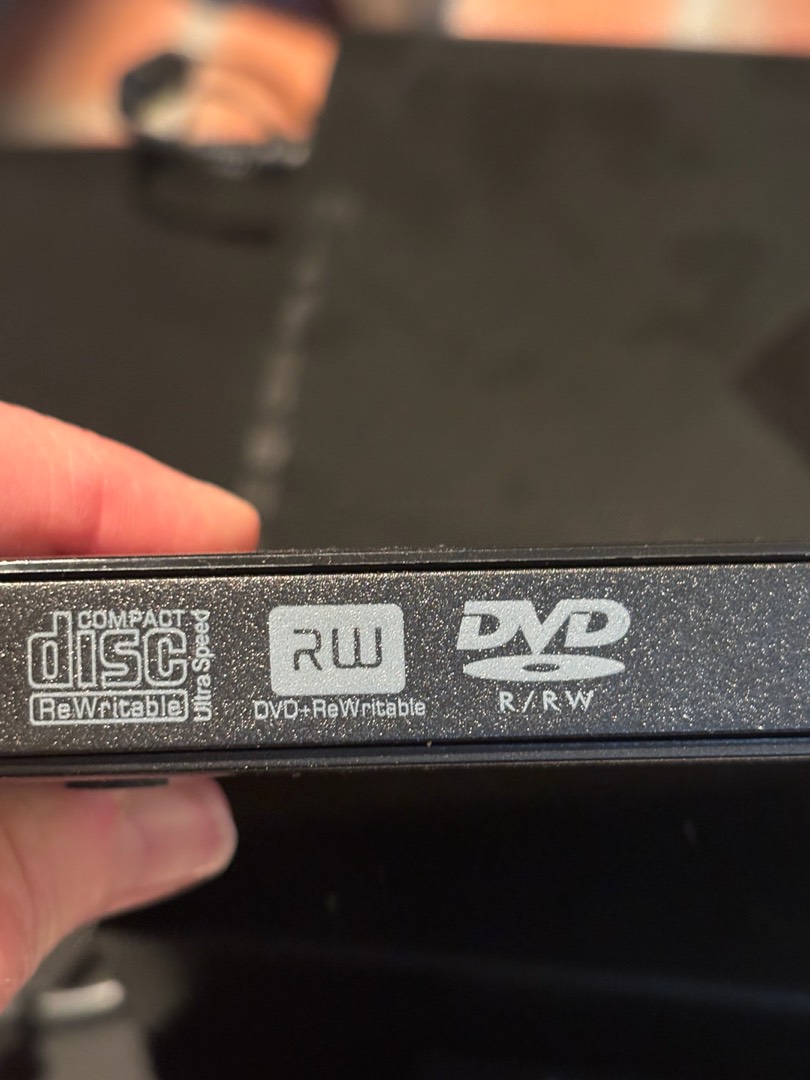 COMPACT
disc
ReWritable
Ultra Speed
RW
DVD+ReWritable
DVD
R/RW